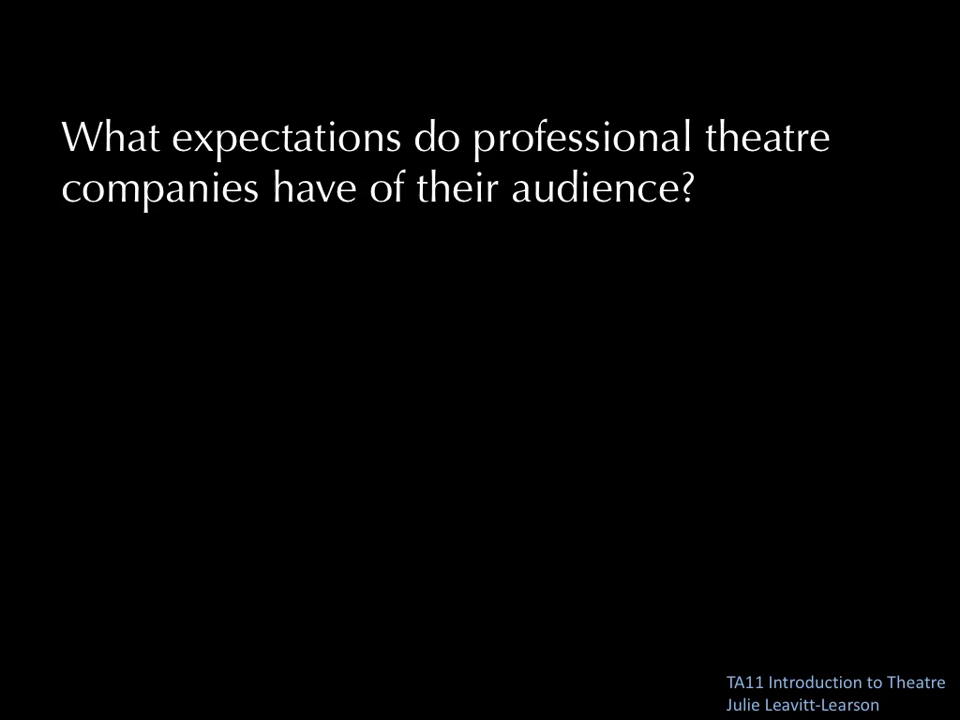 What expectations do professional theatre
companies have of their audience?
TA11 Introduction to Theatre
Julie Leavitt-Learson